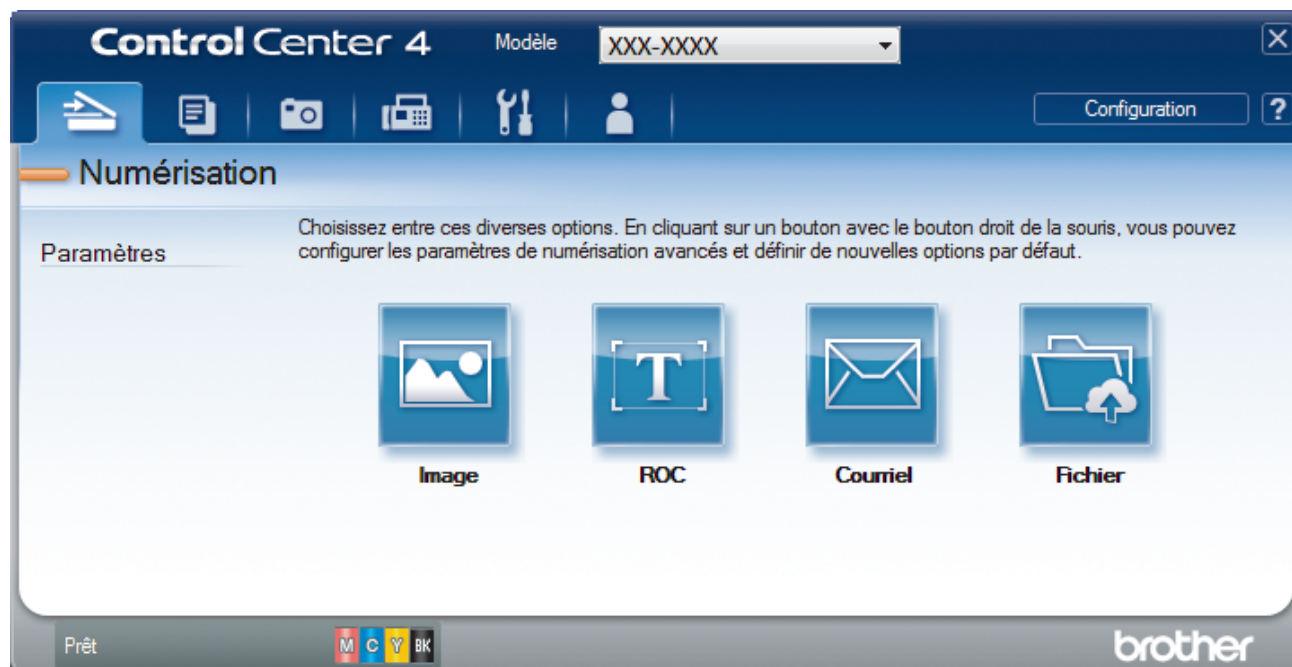 ControlCenter 4 Modèle XXX-XXXX
Configuration ?
Numérisation
Choisissez entre ces diverses options. En cliquant sur un bouton avec le bouton droit de la souris, vous pouvez
Paramètres configurer les paramètres de numérisation avancés et définir de nouvelles options par défaut.
T
Image ROC Courriel Fichier
Prêt M C Y BK brother